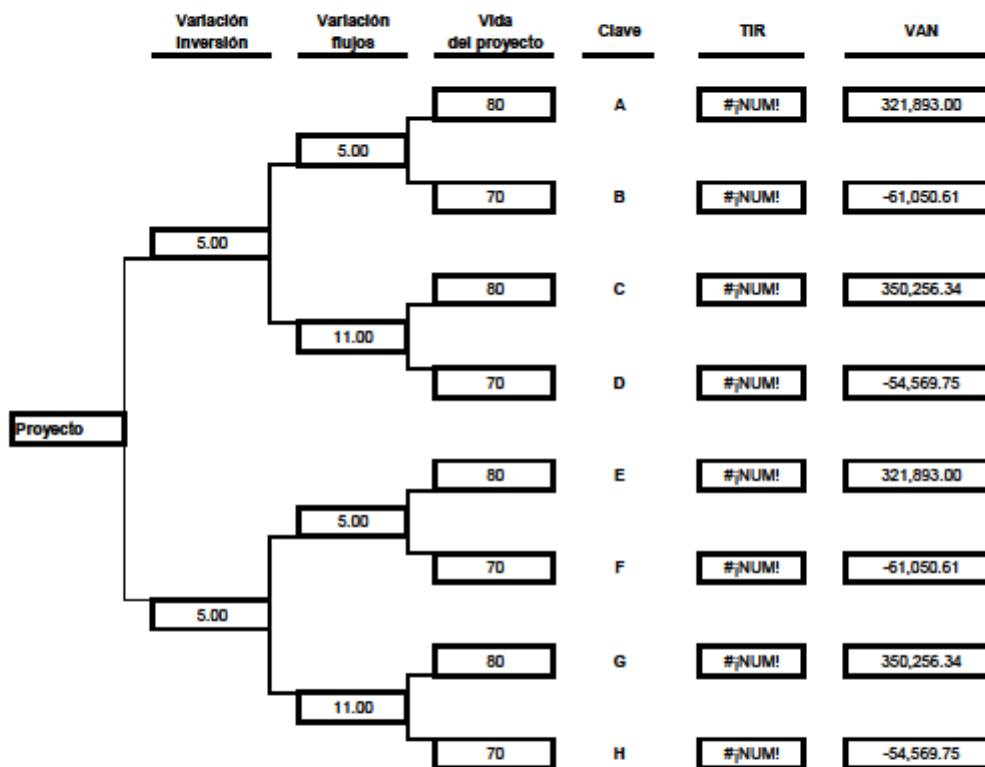 Variación Inversión Variación flujos Vida del proyecto Clave TIR VAN
80 A #¡NUM! 321,893.00
5.00
70 B #¡NUM! -61,050.61
5.00
80 C #¡NUM! 350,256.34
11.00
70 D #¡NUM! -54,569.75
Proyecto
80 E #¡NUM! 321,893.00
5.00
70 F #¡NUM! -61,050.61
5.00
80 G #¡NUM! 350,256.34
11.00
70 H #¡NUM! -54,569.75